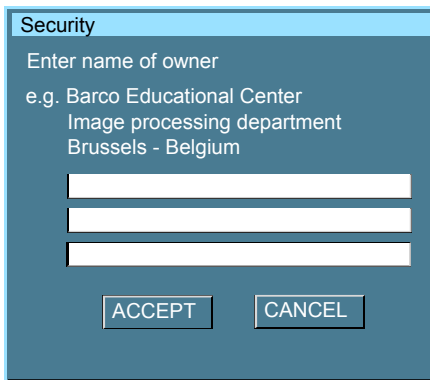 Security
Enter name of owner
e.g. Barco Educational Center
Image processing department
Brussels - Belgium
ACCEPT CANCEL